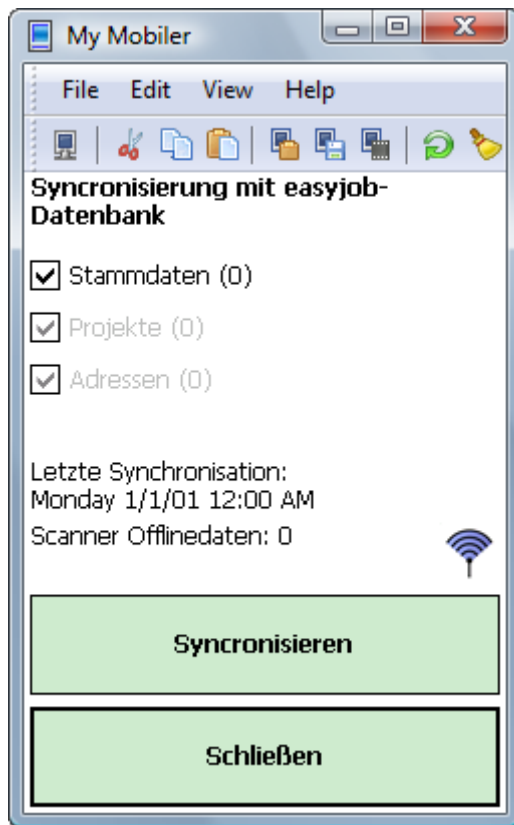 My Mobiler
File Edit View Help
Syncronisierung mit easyjob-
Datenbank
Stammdaten (0)
Projekte (0)
Adressen (0)
Letzte Synchronisation:
Monday 1/1/01 12:00 AM
Scanner Offlinedaten: 0
Syncronisieren
Schließen